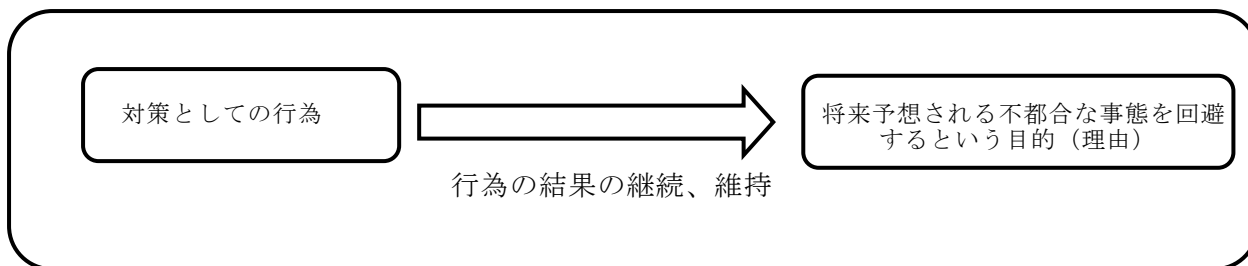 対策としての行為
将来予想される不都合な事態を回避
するという目的（理由）
行為の結果の継続、維持